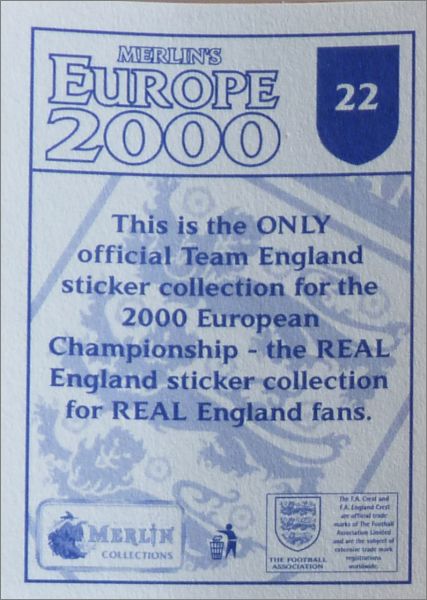 MERLIN'S
EUROPE
2000
22
This is the ONLY
official Team England
sticker collection for the
2000 European
Championship - the REAL
England sticker collection
for REAL England fans.
MERLIN
COLLECTIONS
THE FOOTBALL
ASSOCIATION
The F.A. Crest and
F.A. England Crest
are official trade
marks of The Football
Association Limited
and are the subject of
extensive trade mark
registrations
worldwide.